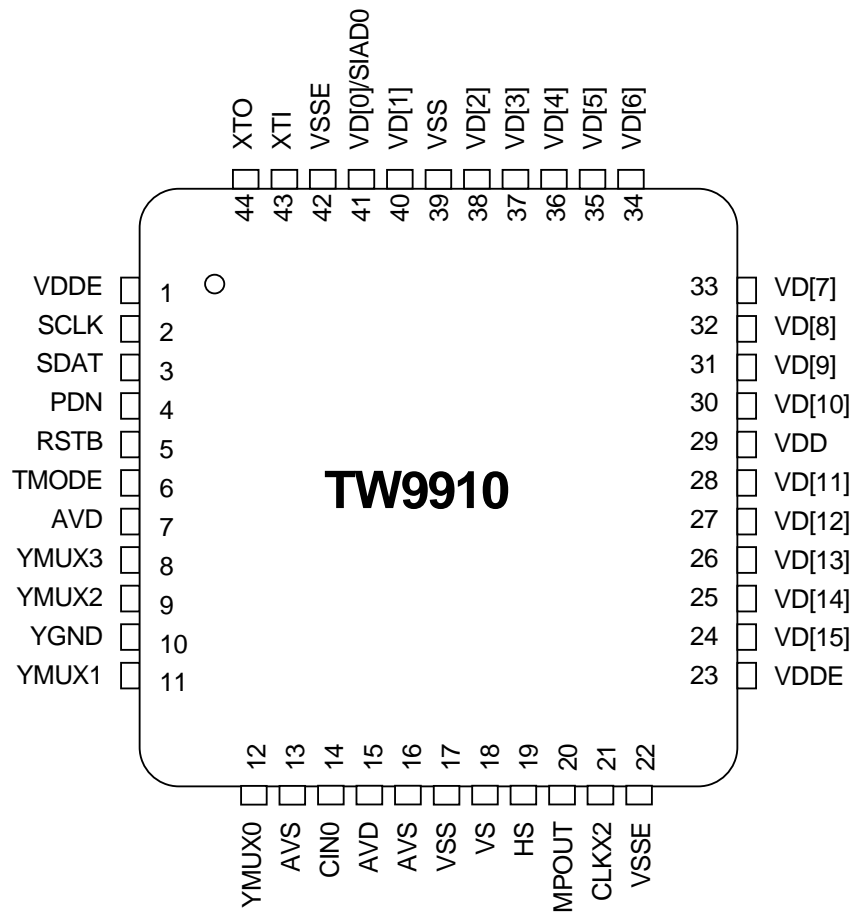 XTO
XTI
VSSE
VD[0]/SIAD0
VD[1]
VSS
VD[2]
VD[3]
VD[4]
VD[5]
VD[6]
44
43
42
41
40
39
38
37
36
35
34
VDDE 1
SCLK 2
SDAT 3
PDN 4
RSTB 5
TMODE 6
AVD 7
YMUX3 8
YMUX2 9
YGND 10
YMUX1 11
TW9910
33 VD[7]
32 VD[8]
31 VD[9]
30 VD[10]
29 VDD
28 VD[11]
27 VD[12]
26 VD[13]
25 VD[14]
24 VD[15]
23 VDDE
12
13
14
15
16
17
18
19
20
21
22
YMUX0
AVS
CIN0
AVD
AVS
VSS
VS
HS
MPOUT
CLKX2
VSSE